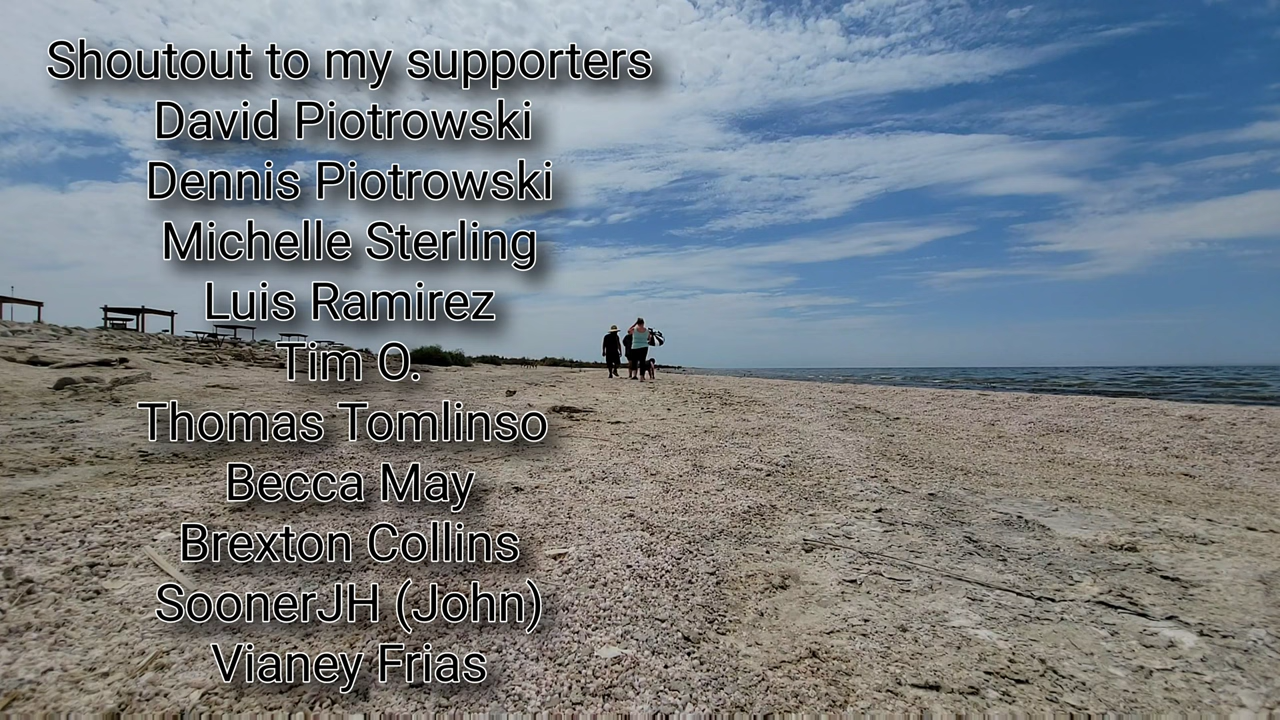 Shoutout to my supporters
David Piotrowski
Dennis Piotrowski
Michelle Sterling
Luis Ramirez
Tim O.
Thomas Tomlinso
Becca May
Brexton Collins
SoonerJH (John)
Vianey Frias